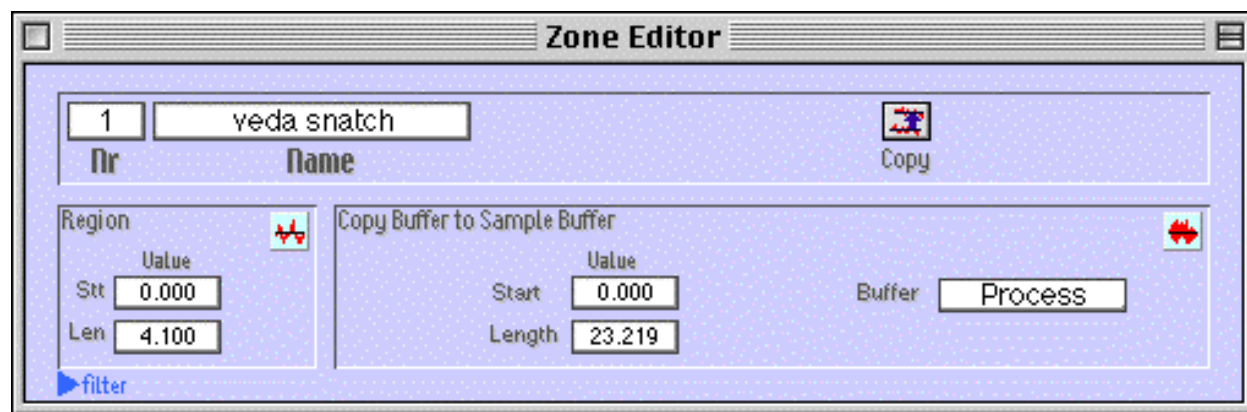 Zone Editor
1 veda snatch
Nr Name Copy
Region Copy Buffer to Sample Buffer
Value Value
Stt 0.000 Start 0.000 Buffer Process
Len 4.100 Length 23.219
filter